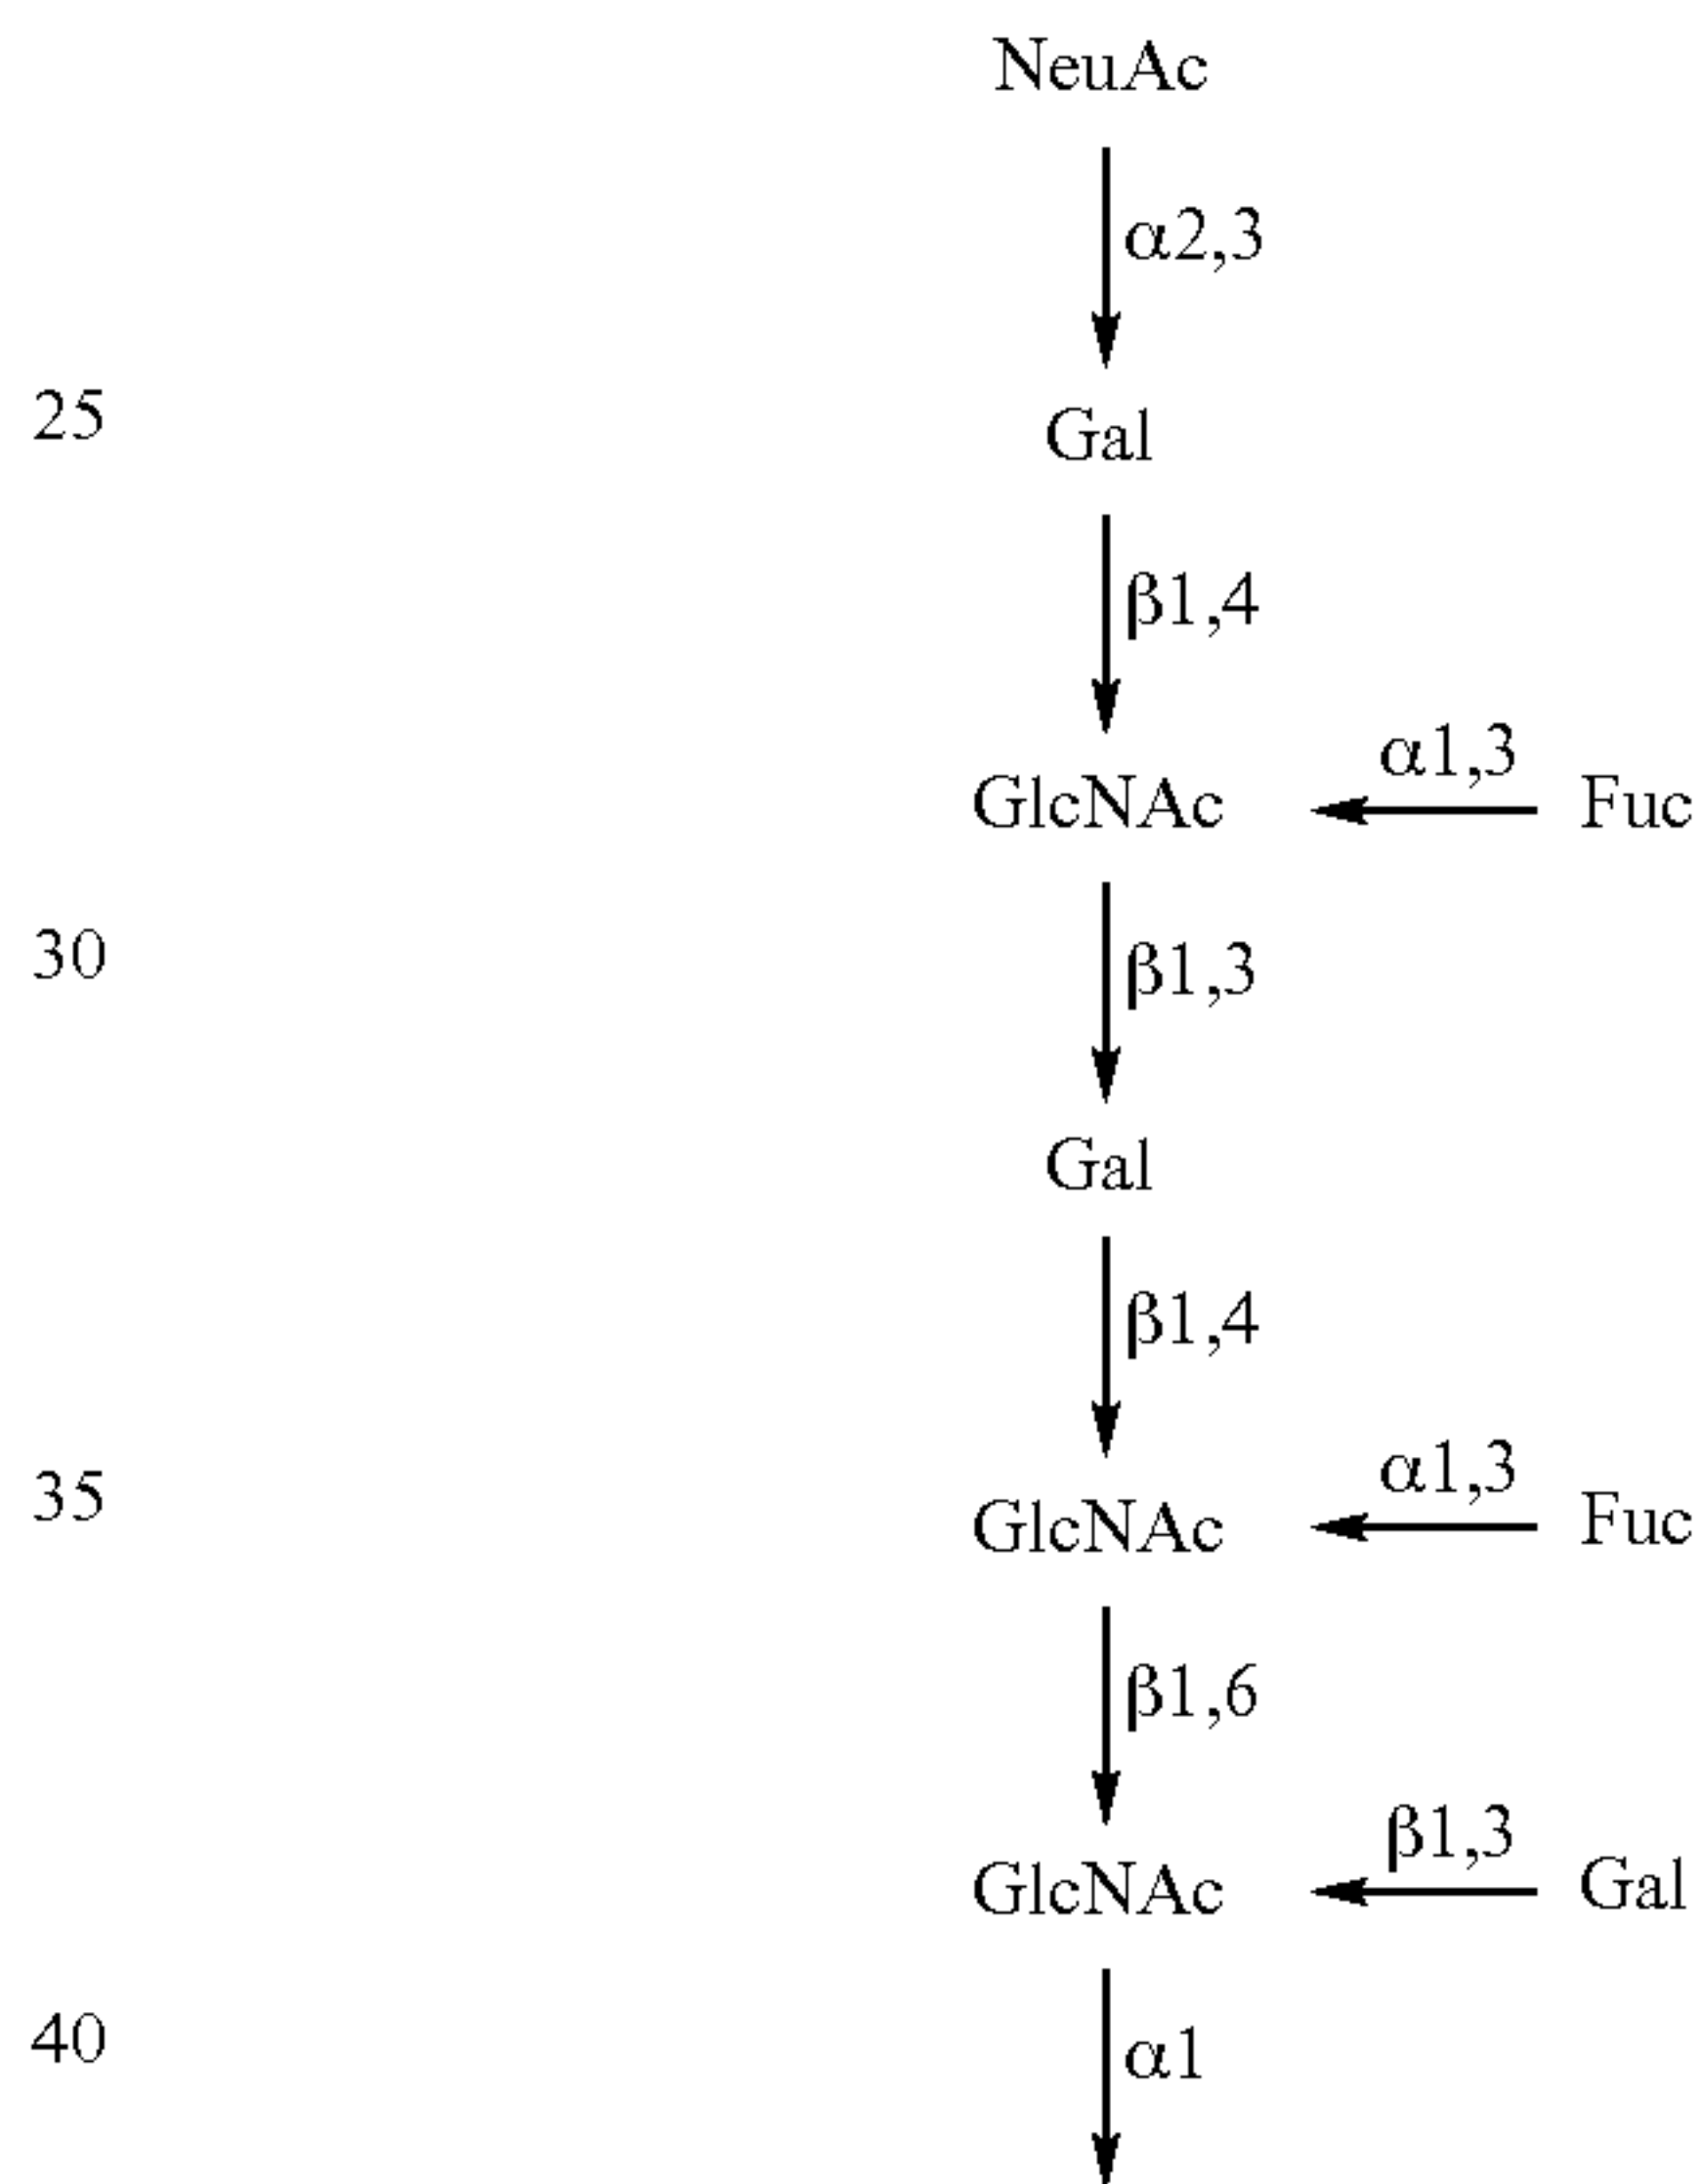 NeuAc
α2,3
25
Gal
β1,4
α1,3
GlcNAc Fuc
30
β1,3
Gal
β1,4
35
α1,3
GlcNAc Fuc
β1,6
β1,3
GlcNAc Gal
40
α1